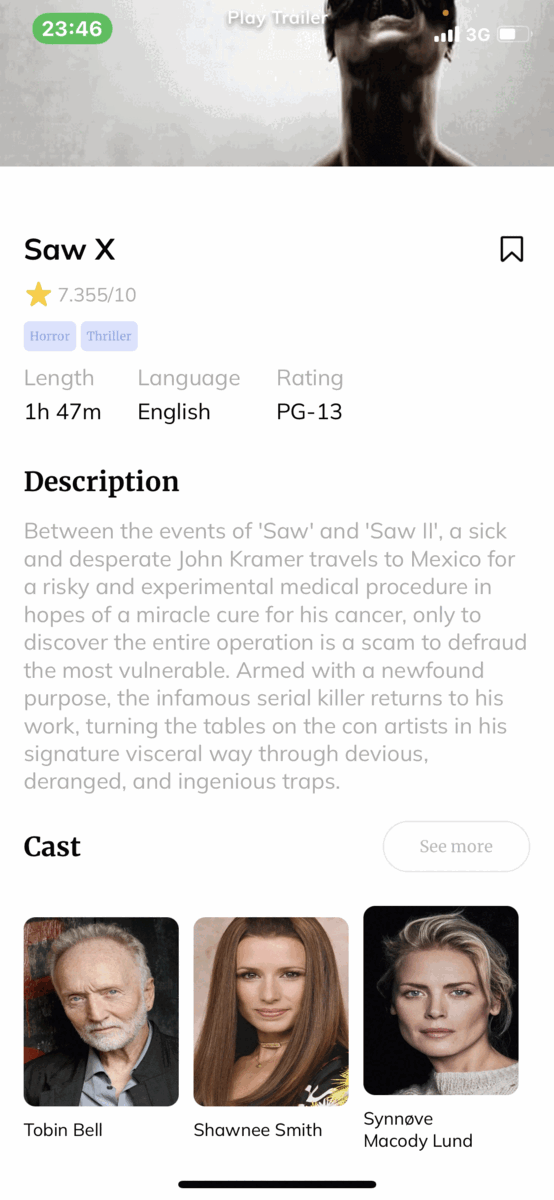 23:46
Play Trailer
3G
Saw X
7.355/10
Horror Thriller
Length Language Rating
1h 47m English PG-13
Description
Between the events of 'Saw' and 'Saw II', a sick
and desperate John Kramer travels to Mexico for
a risky and experimental medical procedure in
hopes of a miracle cure for his cancer, only to
discover the entire operation is a scam to defraud
the most vulnerable. Armed with a newfound
purpose, the infamous serial killer returns to his
work, turning the tables on the con artists in his
signature visceral way through devious,
deranged, and ingenious traps.
Cast See more
Tobin Bell
Shawnee Smith
Synnøve
Macody Lund